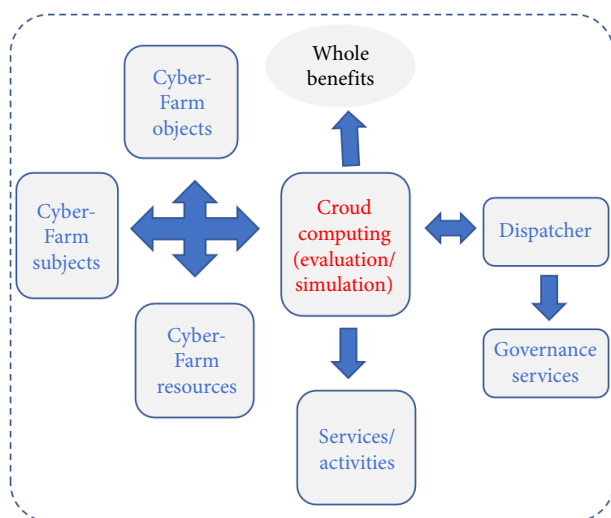 Whole
benefits
Cyber-
Farm
objects
Cyber-
Farm
subjects
Croud
computing
(evaluation/
simulation)
Dispatcher
Cyber-
Farm
resources
Governance
services
Services/
activities